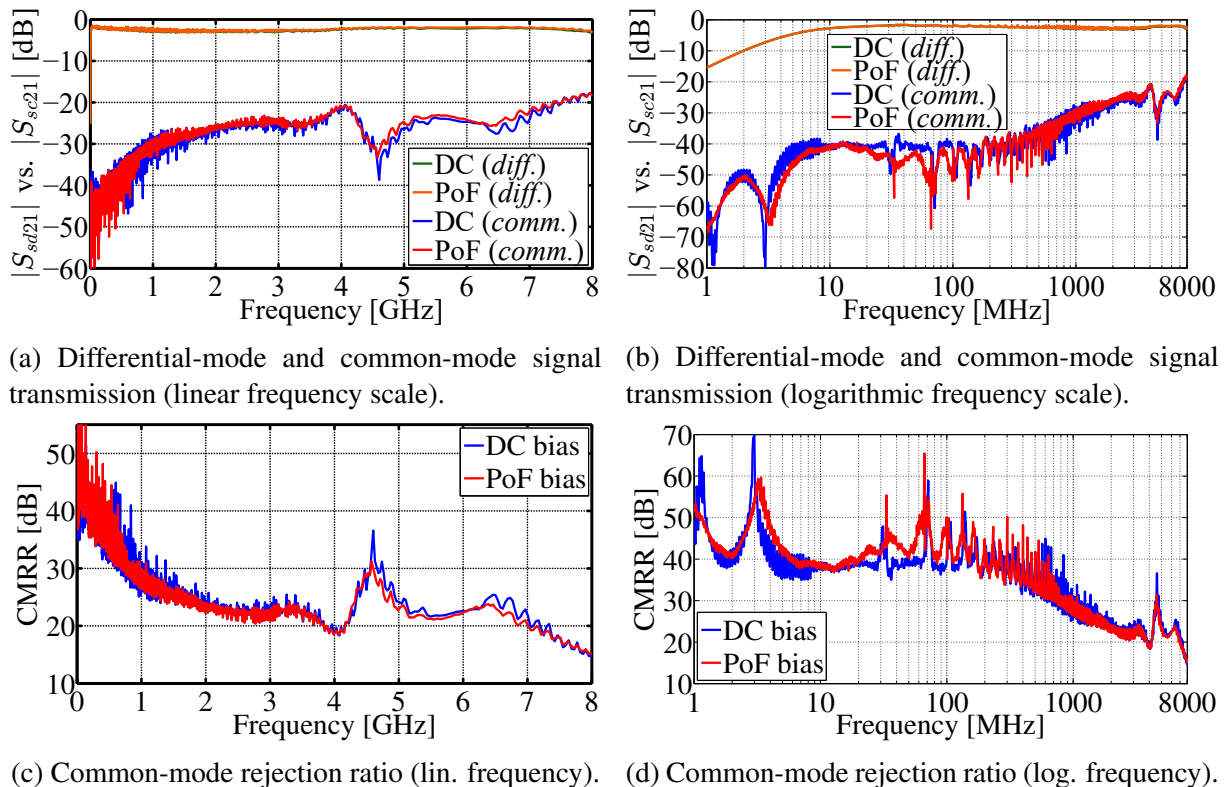 0
−10
−20
−30
−40
−50
−60
|S_sd21| vs. |S_sc21| [dB]
DC (diff.)
PoF (diff.)
DC (comm.)
PoF (comm.)
0 1 2 3 4 5 6 7 8
Frequency [GHz]
0
−10
−20
−30
−40
−50
−60
−70
−80
|S_sd21| vs. |S_sc21| [dB]
DC (diff.)
PoF (diff.)
DC (comm.)
PoF (comm.)
1 10 100 1000 8000
Frequency [MHz]
(a) Differential-mode and common-mode signal
transmission (linear frequency scale).
(b) Differential-mode and common-mode signal
transmission (logarithmic frequency scale).
50
40
30
20
10
CMRR [dB]
DC bias
PoF bias
0 1 2 3 4 5 6 7 8
Frequency [GHz]
70
60
50
40
30
20
10
CMRR [dB]
DC bias
PoF bias
1 10 100 1000 8000
Frequency [MHz]
(c) Common-mode rejection ratio (lin. frequency).
(d) Common-mode rejection ratio (log. frequency).